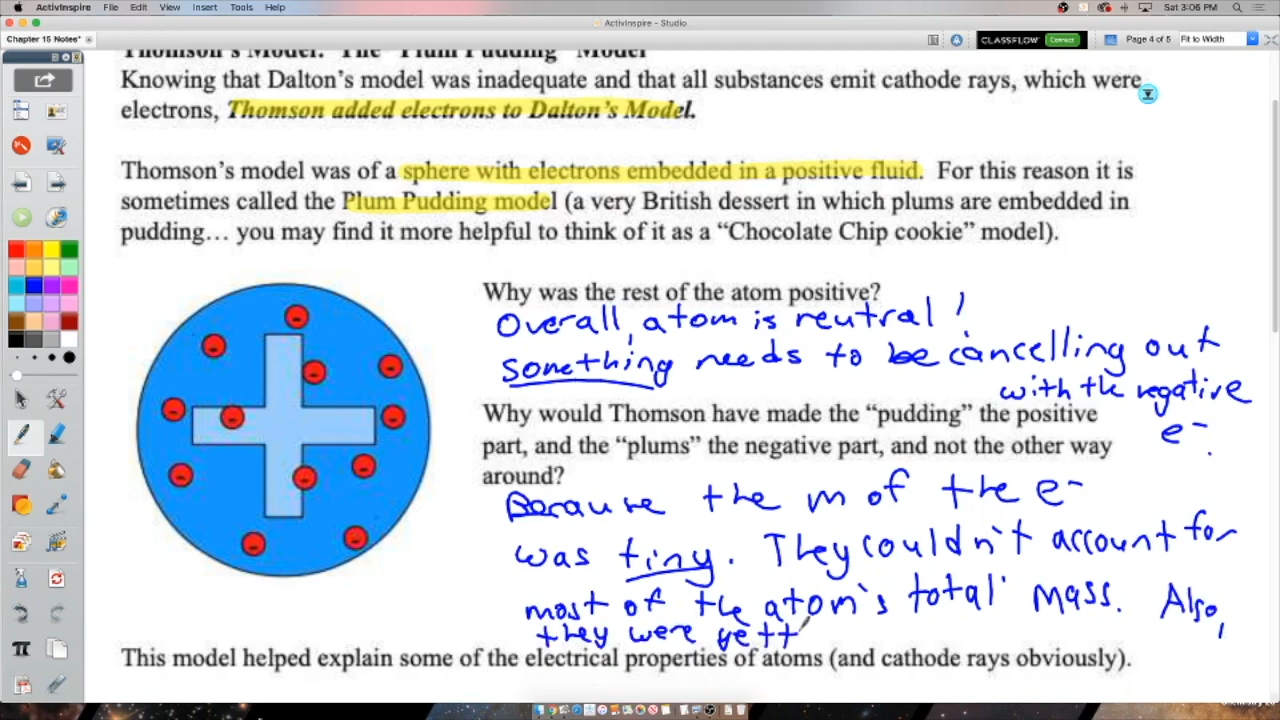 ActivInspire File Edit View Insert Tools Help Sat 3:06 PM
ActivInspire - Studio
Chapter 15 Notes* CLASSFLOW Connect Page 4 of 5 Fit to Width
Thomson's Model: The "Plum Pudding" Model
Knowing that Dalton's model was inadequate and that all substances emit cathode rays, which were
electrons, Thomson added electrons to Dalton's Model.
Thomson's model was of a sphere with electrons embedded in a positive fluid. For this reason it is
sometimes called the Plum Pudding model (a very British dessert in which plums are embedded in
pudding… you may find it more helpful to think of it as a "Chocolate Chip cookie" model).
Why was the rest of the atom positive?
Overall, atom is neutral!
Something needs to be cancelling out
with the negative
e⁻.
Why would Thomson have made the "pudding" the positive
part, and the "plums" the negative part, and not the other way
around?
Because the m of the e⁻
was tiny. They couldn't account for
most of the atom's total mass. Also,
they were
This model helped explain some of the electrical properties of atoms (and cathode rays obviously).